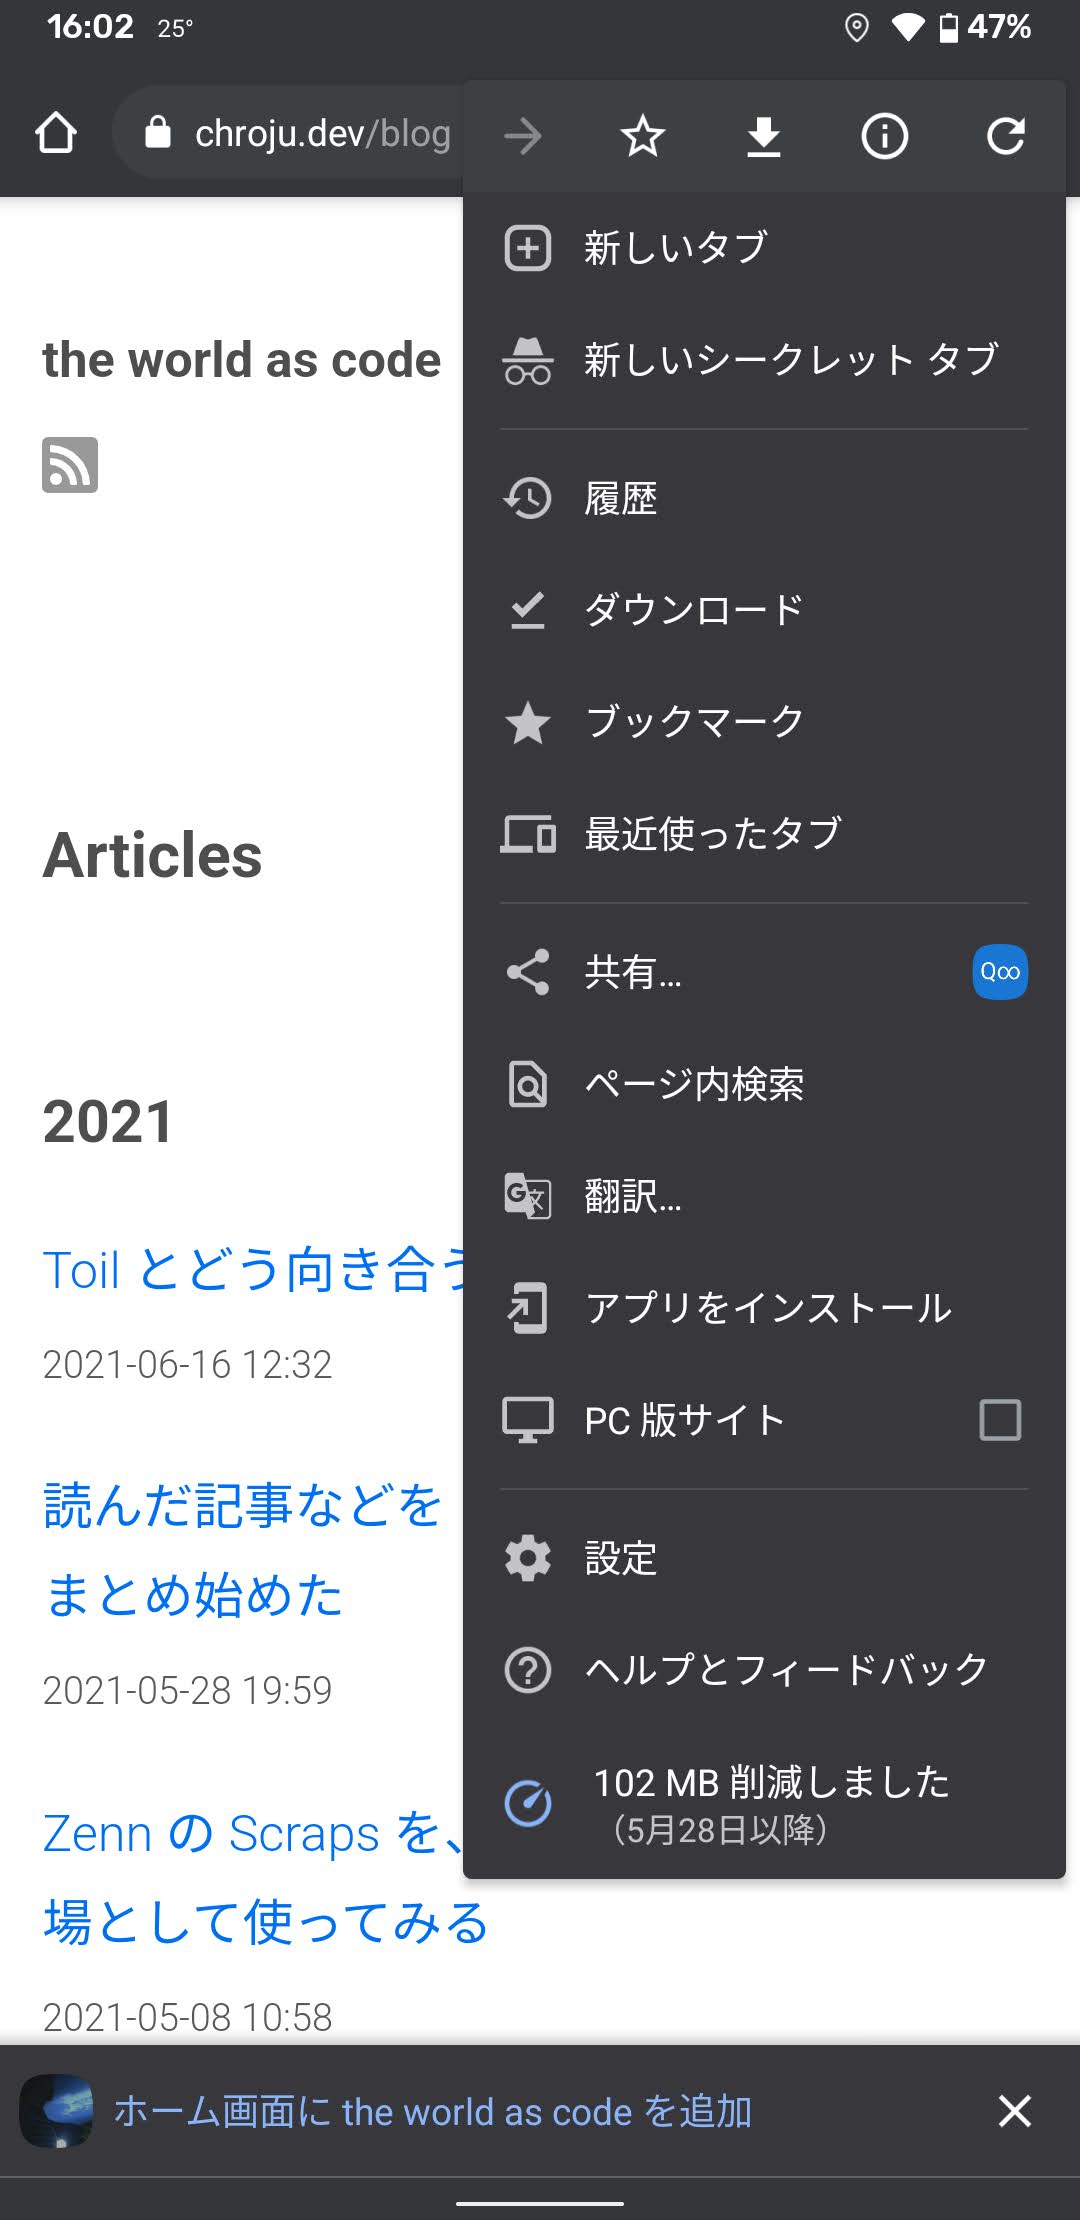 16:02 25° 47%
chroju.dev/blog
新しいタブ
新しいシークレット タブ
履歴
ダウンロード
ブックマーク
最近使ったタブ
共有...
Q∞
ページ内検索
翻訳...
アプリをインストール
PC 版サイト
設定
ヘルプとフィードバック
102 MB 削減しました
（5月28日以降）
the world as code
Articles
2021
Toil とどう向き合う
2021-06-16 12:32
読んだ記事などを
まとめ始めた
2021-05-28 19:59
Zenn の Scraps を、
場として使ってみる
2021-05-08 10:58
ホーム画面に the world as code を追加